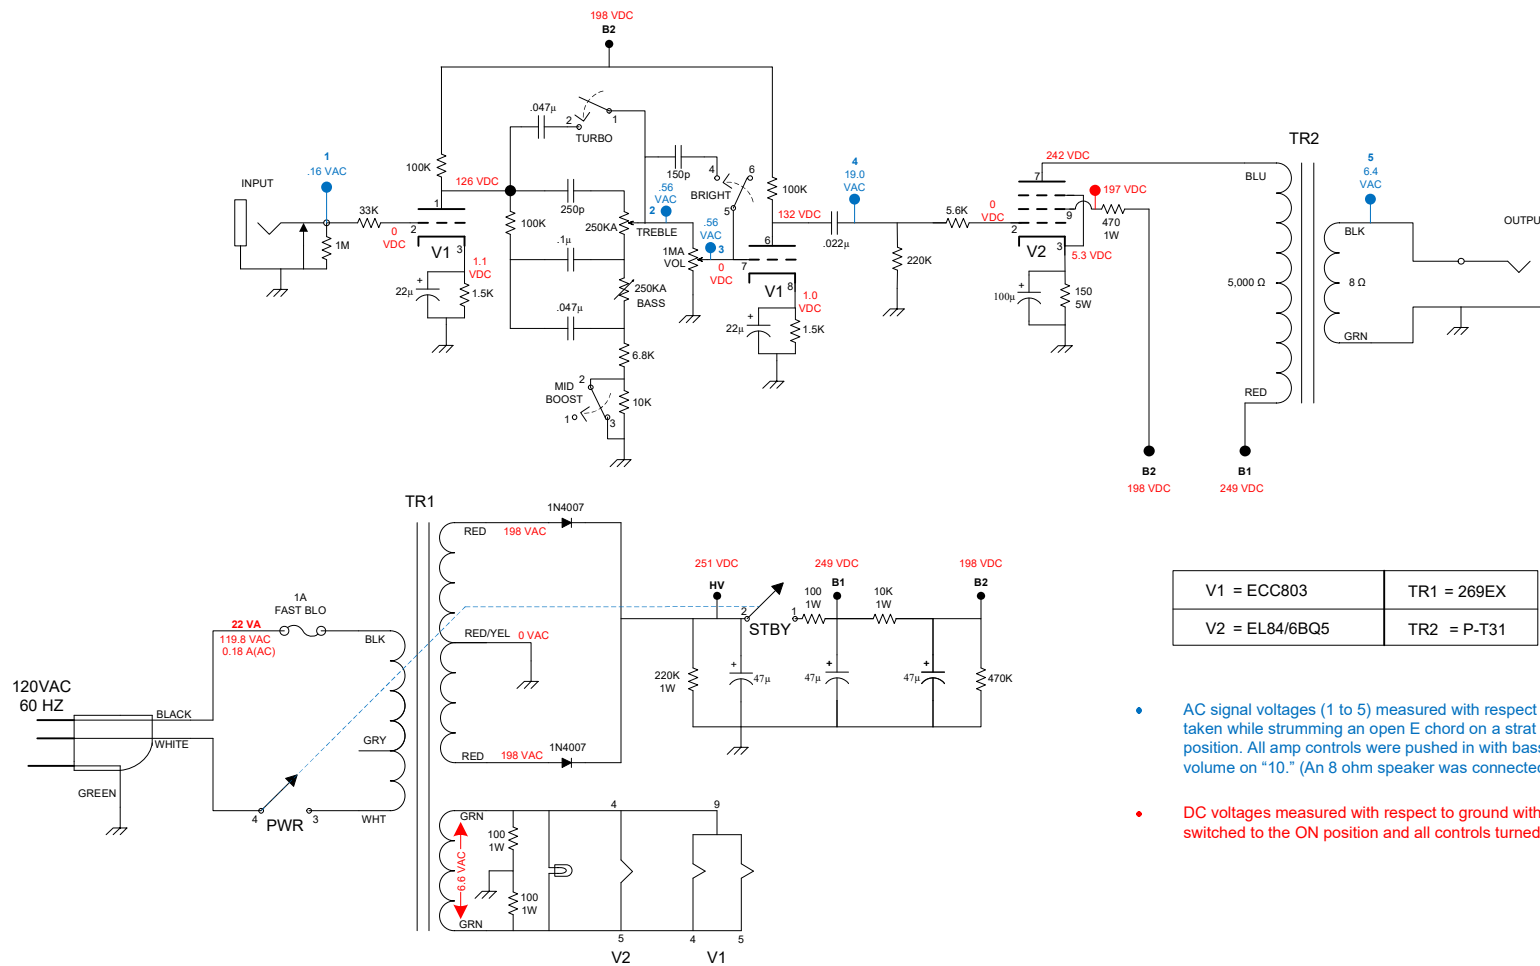 198 VDC
B2
.047µ
2
1
TURBO
1
.16 VAC
INPUT
100K
126 VDC
150p
4
6
BRIGHT
5
100K
4
19.0
VAC
242 VDC
7
197 VDC
TR2
BLU
5
6.4
VAC
33K
1M
0
VDC
2
1
V1
3
250p
100K
250KA
TREBLE
.56
VAC
2
.56
VAC
3
132 VDC
.022µ
5.6K
0
VDC
2
9
470
1W
V2
3
5.3 VDC
BLK
OUTPU
1.1
VDC
22µ
+
1.5K
.1µ
1MA
VOL
0
VDC
7
6
V1
8
220K
250KA
BASS
1.0
VDC
+
22µ
1.5K
+
100µ
150
5W
5,000 Ω
8 Ω
.047µ
6.8K
GRN
MID
BOOST
2
1
3
10K
RED
B2
198 VDC
B1
249 VDC
TR1
1N4007
RED
198 VAC
251 VDC
HV
249 VDC
B1
198 VDC
B2
1A
FAST BLO
22 VA
119.8 VAC
0.18 A(AC)
BLK
RED/YEL
0 VAC
2
STBY
1
100
1W
10K
1W
220K
1W
+
47µ
+
47µ
+
47µ
470K
120VAC
60 HZ
BLACK
WHITE
GREEN
GRY
RED
198 VAC
1N4007
4
PWR
3
WHT
GRN
6.6 VAC
GRN
100
1W
100
1W
4
9
5
4
5
V2
V1
V1 = ECC803
TR1 = 269EX
V2 = EL84/6BQ5
TR2 = P-T31
• AC signal voltages (1 to 5) measured with respect
taken while strumming an open E chord on a strat
position. All amp controls were pushed in with bass
volume on “10.” (An 8 ohm speaker was connected
• DC voltages measured with respect to ground with
switched to the ON position and all controls turned